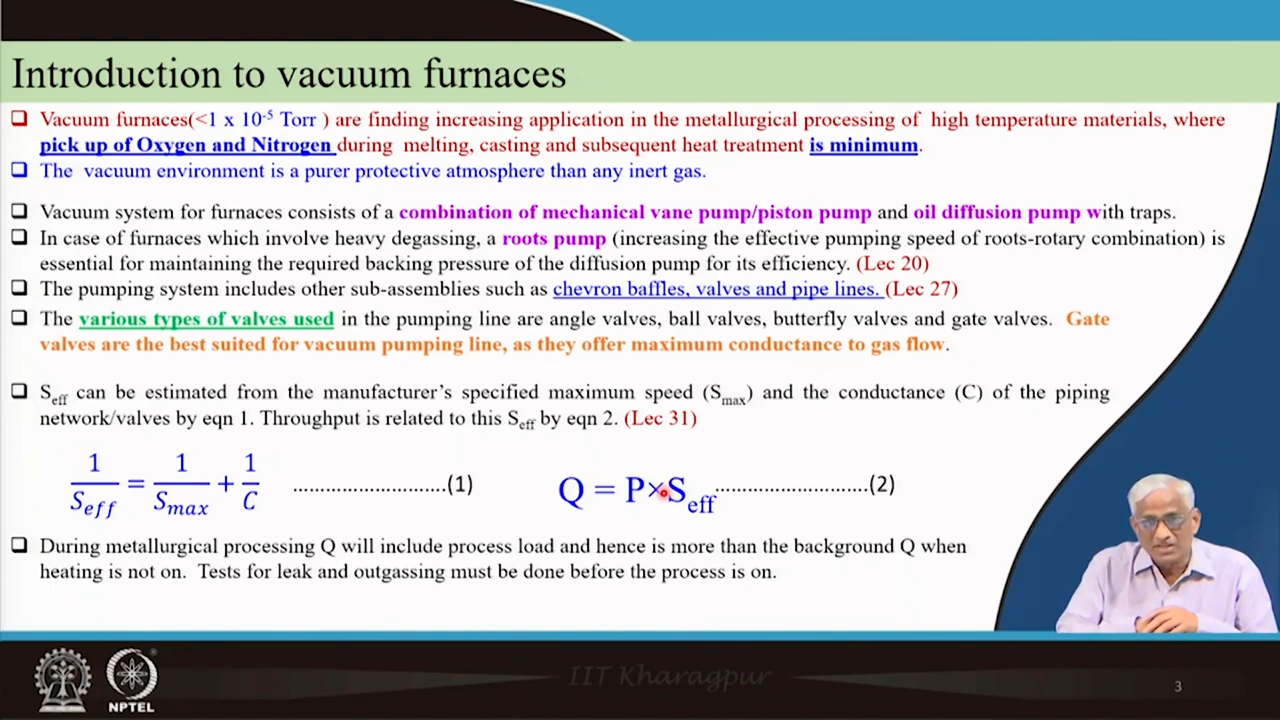 Introduction to vacuum furnaces
❑ Vacuum furnaces(<1 x 10⁻⁵ Torr ) are finding increasing application in the metallurgical processing of high temperature materials, where
pick up of Oxygen and Nitrogen during melting, casting and subsequent heat treatment is minimum.
❑ The vacuum environment is a purer protective atmosphere than any inert gas.
❑ Vacuum system for furnaces consists of a combination of mechanical vane pump/piston pump and oil diffusion pump with traps.
❑ In case of furnaces which involve heavy degassing, a roots pump (increasing the effective pumping speed of roots-rotary combination) is
essential for maintaining the required backing pressure of the diffusion pump for its efficiency. (Lec 20)
❑ The pumping system includes other sub-assemblies such as chevron baffles, valves and pipe lines. (Lec 27)
❑ The various types of valves used in the pumping line are angle valves, ball valves, butterfly valves and gate valves. Gate
valves are the best suited for vacuum pumping line, as they offer maximum conductance to gas flow.
❑ S_eff can be estimated from the manufacturer's specified maximum speed (S_max) and the conductance (C) of the piping
network/valves by eqn 1. Throughput is related to this S_eff by eqn 2. (Lec 31)
1/S_eff = 1/S_max + 1/C ............................(1) Q = P×S_eff ............................(2)
❑ During metallurgical processing Q will include process load and hence is more than the background Q when
heating is not on. Tests for leak and outgassing must be done before the process is on.
IIT Kharagpur
NPTEL
3